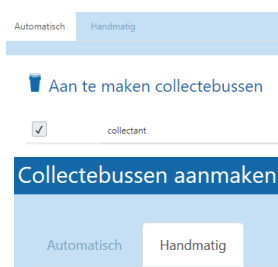 Automatisch Handmatig
Aan te maken collectebussen
collectant
Collectebussen aanmaken
Automatisch Handmatig